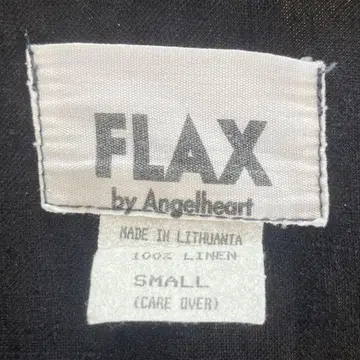 FLAX
by Angelheart
MADE IN LITHUANIA
100% LINEN
SMALL
(CARE OVER)